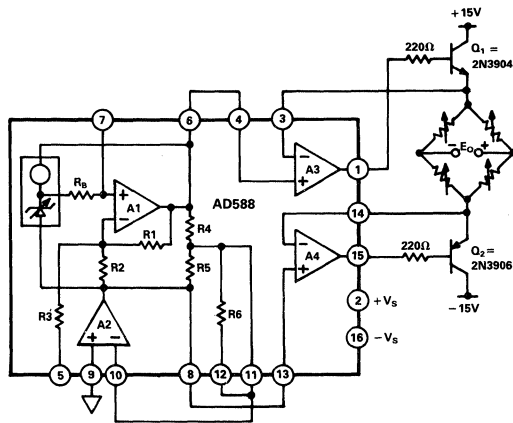 +15V
220Ω
Q1 =
2N3904
7
6
4
3
RB
+
−
A1
AD588
−
+
A3
1
− EO +
R1
R4
R2
R5
14
−
+
A4
15
220Ω
Q2 =
2N3906
R3
A2
+ −
R6
2 +VS
−15V
16 −VS
5
9
10
8
12
11
13